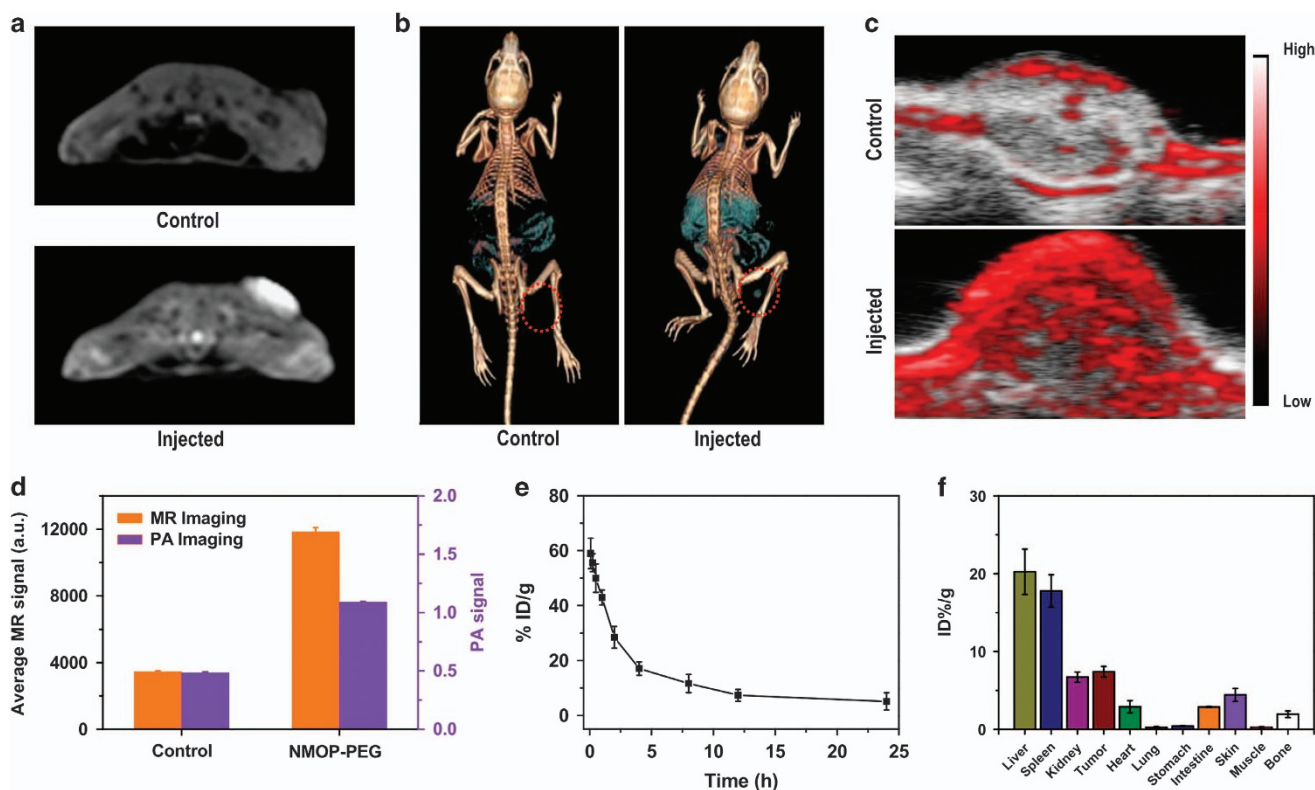 a
Control
Injected
b
Control
Injected
c
Control
Injected
High
Low
d
Average MR signal (a.u.)
12000
8000
4000
0
MR Imaging
PA Imaging
2.0
1.5
1.0
0.5
0.0
PA signal
Control
NMOP-PEG
e
% ID/g
80
60
40
20
0
0
5
10
15
20
25
Time (h)
f
ID%/g
30
20
10
0
Liver
Spleen
Kidney
Tumor
Heart
Lung
Stomach
Intestine
Skin
Muscle
Bone